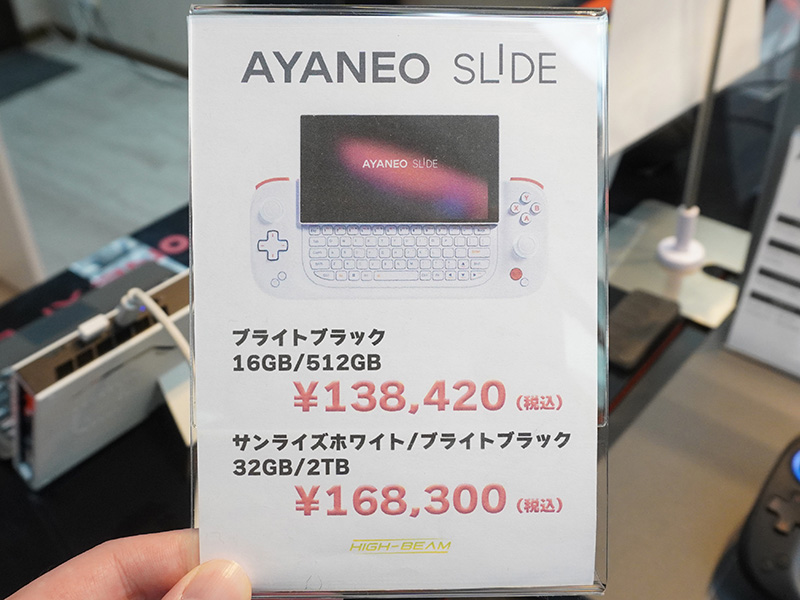 AYANEO SLIDE
AYANEO SLIDE
Y
X B
A
ブライトブラック
16GB/512GB
¥138,420(税込)
サンライズホワイト/ブライトブラック
32GB/2TB
¥168,300(税込)
HIGH-BEAM